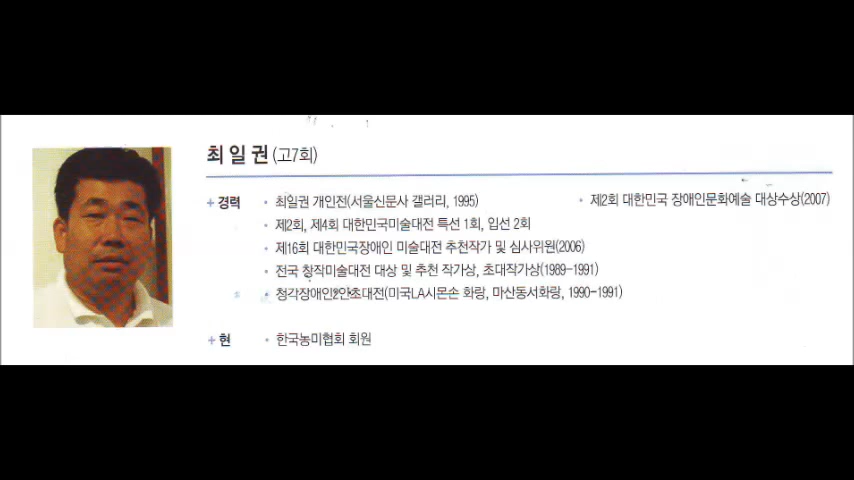 최일권 (고7회)
+ 경력 • 최일권 개인전(서울신문사 갤러리, 1995) • 제2회 대한민국 장애인문화예술 대상수상(2007)
• 제2회, 제4회 대한민국미술대전 특선 1회, 입선 2회
• 제16회 대한민국장애인 미술대전 추천작가 및 심사위원(2006)
• 전국 창작미술대전 대상 및 추천 작가상, 초대작가상(1989-1991)
• 청각장애인2인초대전(미국LA시몬손 화랑, 마산동서화랑, 1990-1991)
+ 현 • 한국농미협회 회원